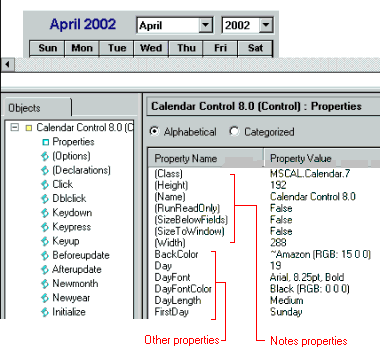 April 2002 April 2002
Sun Mon Tue Wed Thu Fri Sat
Objects
Calendar Control 8.0 (C
Properties
(Options)
(Declarations)
Click
Dblclick
Keydown
Keypress
Keyup
Beforeupdate
Afterupdate
Newmonth
Newyear
Initialize
Calendar Control 8.0 (Control) : Properties
Alphabetical Categorized
Property Name Property Value
(Class) MSCAL.Calendar.7
(Height) 192
(Name) Calendar Control 8.0
(RunReadOnly) False
(SizeBelowFields) False
(SizeToWindow) False
(Width) 288
BackColor ~Amazon (RGB: 15 0 0)
Day 19
DayFont Arial, 8.25pt, Bold
DayFontColor Black (RGB: 0 0 0)
DayLength Medium
FirstDay Sunday
Other properties Notes properties